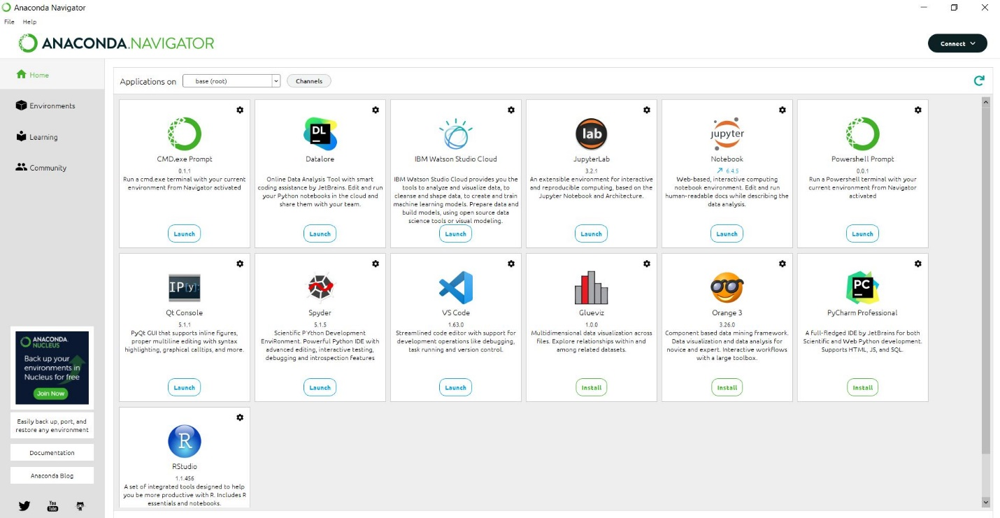 Anaconda Navigator
File Help
ANACONDA.NAVIGATOR
Connect
Home
Environments
Learning
Community
ANACONDA.
NUCLEUS
Back up your
environments in
Nucleus for free
Join Now
Easily back up, port, and
restore any environment
Documentation
Anaconda Blog
You
Tube
Applications on base (root) Channels
CMD.exe Prompt
0.1.1
Run a cmd.exe terminal with your current
environment from Navigator activated
Launch
DL
Datalore
Online Data Analysis Tool with smart
coding assistance by JetBrains. Edit and run
your Python notebooks in the cloud and
share them with your team.
Launch
IBM Watson Studio Cloud
IBM Watson Studio Cloud provides you the
tools to analyze and visualize data, to
cleanse and shape data, to create and train
machine learning models. Prepare data and
build models, using open source data
science tools or visual modeling.
Launch
lab
JupyterLab
3.2.1
An extensible environment for interactive
and reproducible computing, based on the
Jupyter Notebook and Architecture.
Launch
jupyter
Notebook
6.4.5
Web-based, interactive computing
notebook environment. Edit and run
human-readable docs while describing the
data analysis.
Launch
Powershell Prompt
0.0.1
Run a Powershell terminal with your
current environment from Navigator
activated
Launch
IP[y]:
Qt Console
5.1.1
PyQt GUI that supports inline figures,
proper multiline editing with syntax
highlighting, graphical calltips, and more.
Launch
Spyder
5.1.5
Scientific PYthon Development
EnviRonment. Powerful Python IDE with
advanced editing, interactive testing,
debugging and introspection features
Launch
VS Code
1.63.0
Streamlined code editor with support for
development operations like debugging,
task running and version control.
Launch
Glueviz
1.0.0
Multidimensional data visualization across
files. Explore relationships within and
among related datasets.
Install
Orange 3
3.26.0
Component based data mining framework.
Data visualization and data analysis for
novice and expert. Interactive workflows
with a large toolbox.
Install
PC
PyCharm Professional
A full-fledged IDE by JetBrains for both
Scientific and Web Python development.
Supports HTML, JS, and SQL.
Install
R
RStudio
1.1.456
A set of integrated tools designed to help
you be more productive with R. Includes R
essentials and notebooks.